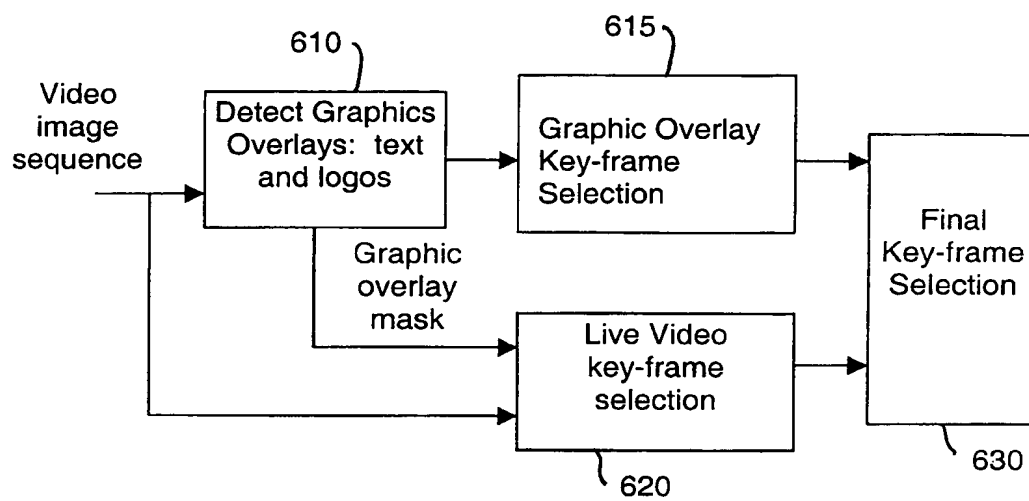 610
615
Video
image
sequence
Detect Graphics
Overlays: text
and logos
Graphic Overlay
Key-frame
Selection
Final
Key-frame
Selection
Graphic
overlay
mask
Live Video
key-frame
selection
620
630